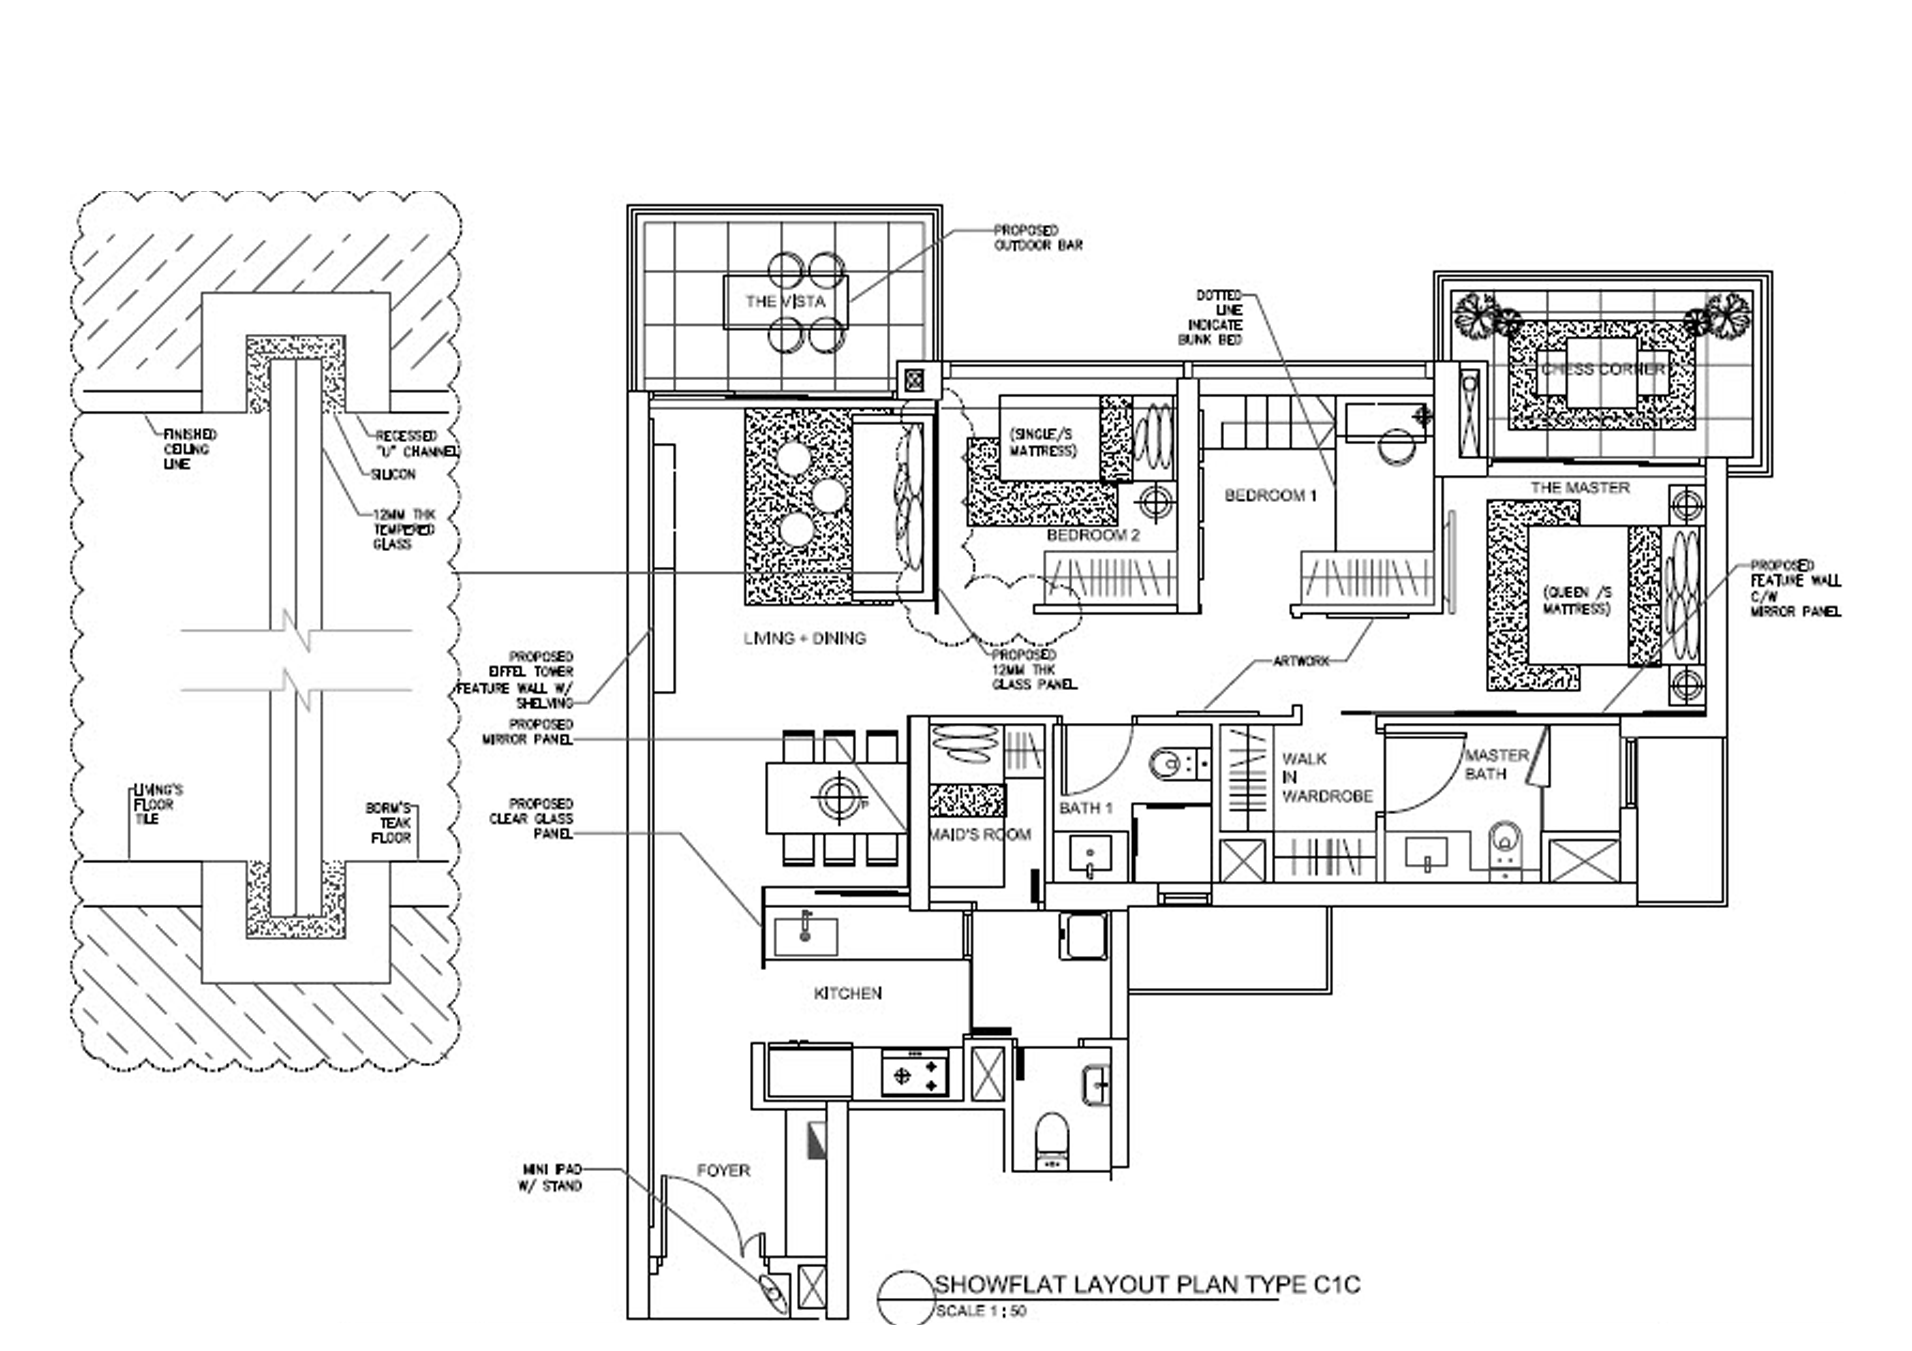 PROPOSED
OUTDOOR BAR
THE VISTA
DOTTED
LINE
INDICATE
BUNK BED
CHESS CORNER
FINISHED
CEILING
LINE
RECESSED
"U" CHANNEL
SILICON
12MM THK
TEMPERED
GLASS
(SINGLE/S
MATTRESS)
BEDROOM 2
BEDROOM 1
THE MASTER
(QUEEN /S
MATTRESS)
PROPOSED
FEATURE WALL
C/W
MIRROR PANEL
LIVING + DINING
PROPOSED
12MM THK
GLASS PANEL
ARTWORK
PROPOSED
EIFFEL TOWER
FEATURE WALL W/
SHELVING
PROPOSED
MIRROR PANEL
PROPOSED
CLEAR GLASS
PANEL
LIVING'S
FLOOR
TILE
BDRM'S
TEAK
FLOOR
MAID'S ROOM
BATH 1
WALK
IN
WARDROBE
MASTER
BATH
KITCHEN
FOYER
MINI IPAD
W/ STAND
SHOWFLAT LAYOUT PLAN TYPE C1C
SCALE 1 : 50